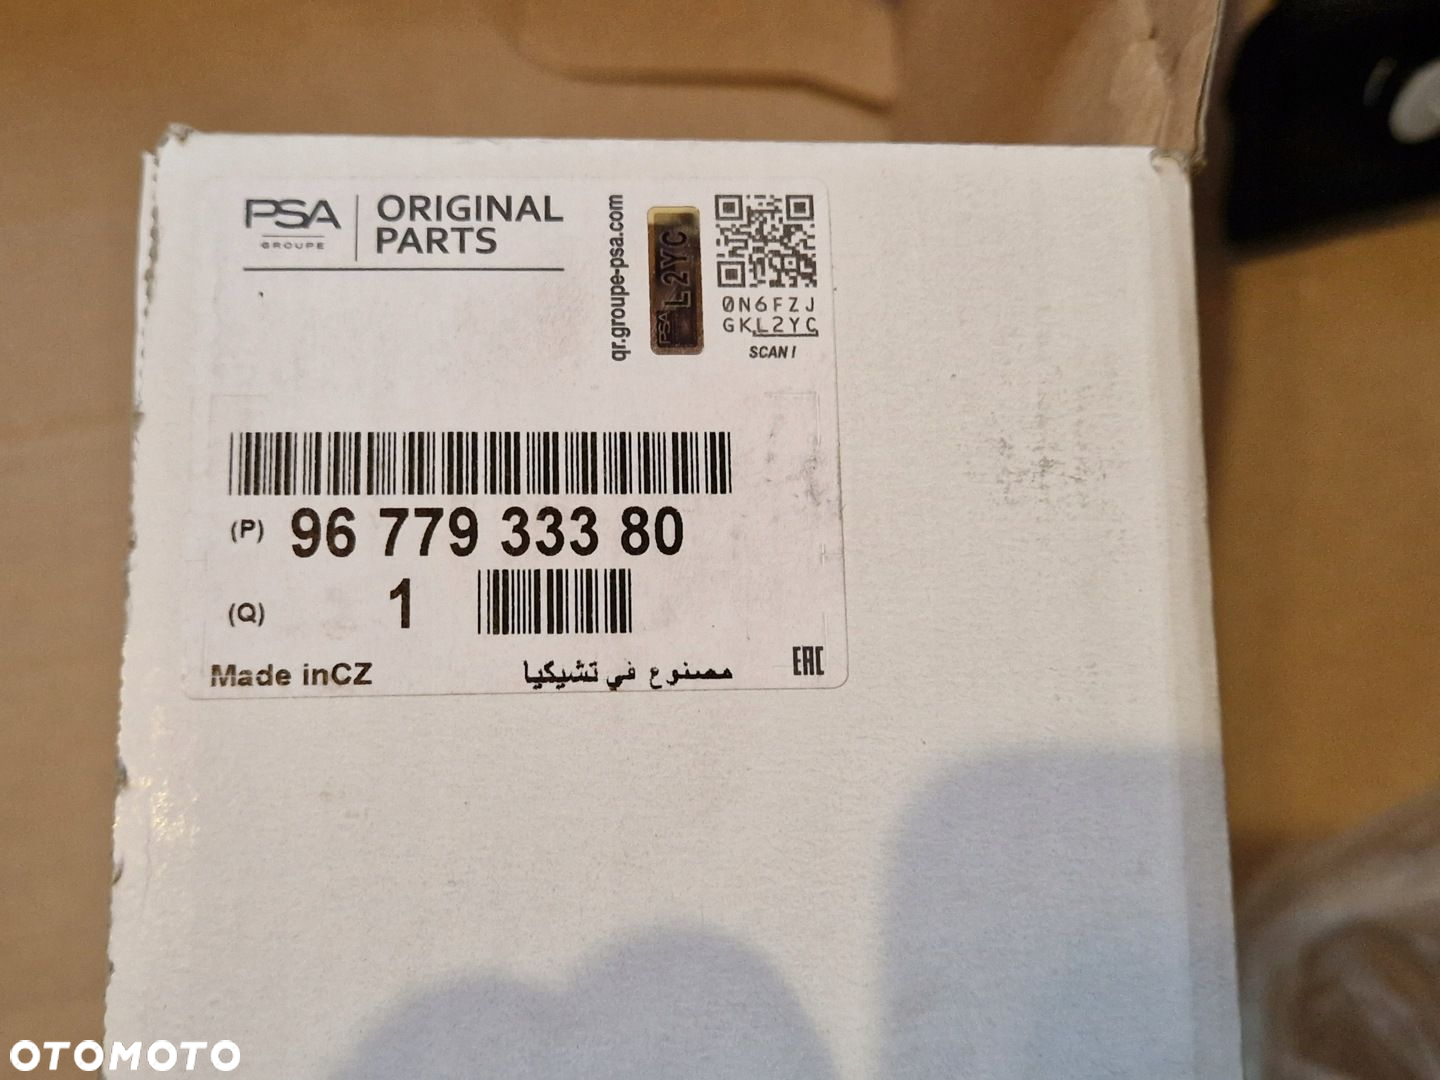 PSA
GROUPE
ORIGINAL
PARTS
qr.groupe-psa.com
PSA L2YC
0N6FZJ
GKL2YC
SCAN !
(P) 96 779 333 80
(Q) 1
Made inCZ
مصنوع في تشيكيا
EAC
OTOMOTO